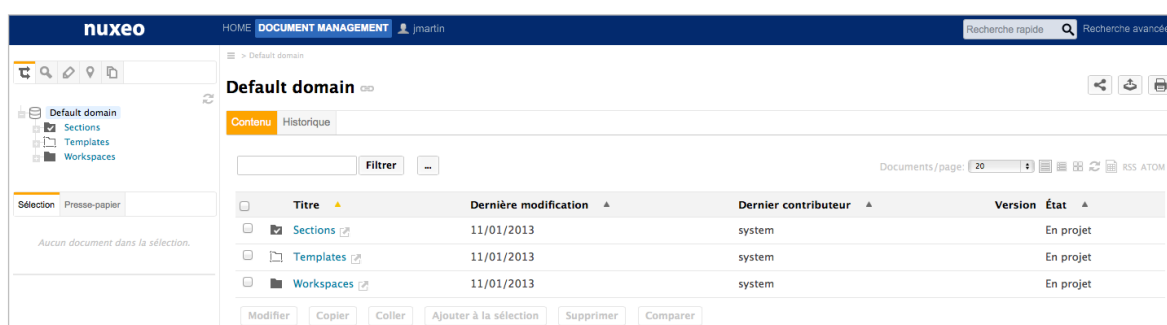 nuxeo HOME DOCUMENT MANAGEMENT jmartin Recherche rapide Recherche avancée
> Default domain
Default domain
Default domain
Sections
Templates
Workspaces
Contenu Historique
Filtrer ... Documents/page: 20 RSS ATOM
Sélection Presse-papier
Aucun document dans la sélection.
Titre Dernière modification Dernier contributeur Version État
Sections 11/01/2013 system En projet
Templates 11/01/2013 system En projet
Workspaces 11/01/2013 system En projet
Modifier Copier Coller Ajouter à la sélection Supprimer Comparer